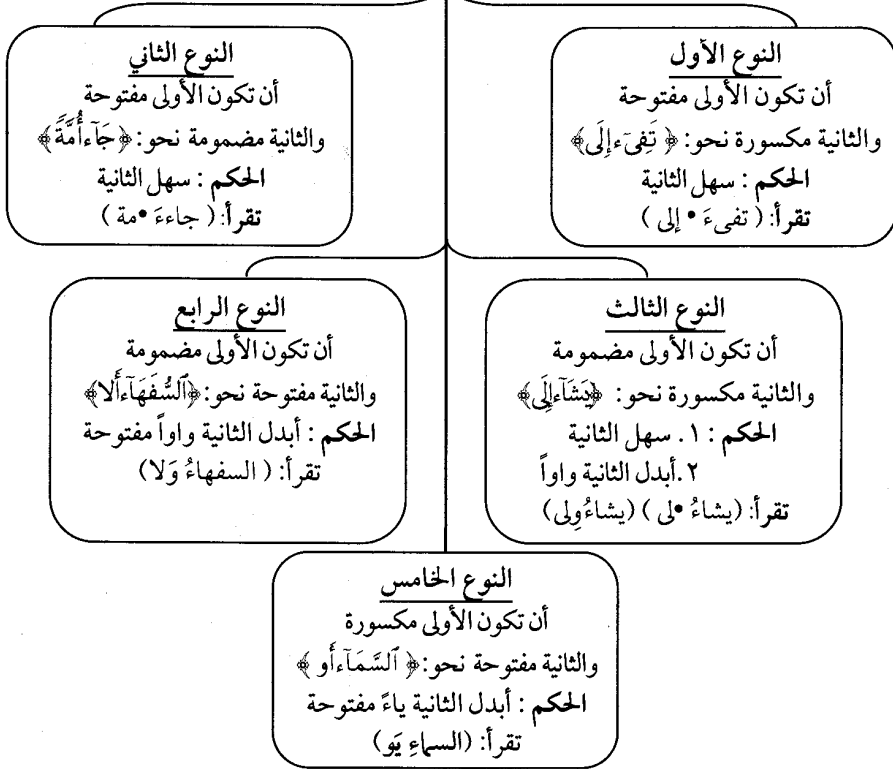 النوع الأول
أن تكون الأولى مفتوحة
والثانية مكسورة نحو: ﴿ تَفِىٓءَ إِلَى﴾
الحكم : سهل الثانية
تقرأ: ( تفىءَ • إلى )
النوع الثاني
أن تكون الأولى مفتوحة
والثانية مضمومة نحو: ﴿جَآءَ أُمَّةً﴾
الحكم : سهل الثانية
تقرأ: ( جاءءَ •مة )
النوع الثالث
أن تكون الأولى مضمومة
والثانية مكسورة نحو: ﴿يَشَآءُ إِلَى﴾
الحكم : ١. سهل الثانية
٢.أبدل الثانية واواً
تقرأ: (يشاءُ •لى ) (يشاءُولى)
النوع الرابع
أن تكون الأولى مضمومة
والثانية مفتوحة نحو: ﴿ٱلسُّفَهَآءُ أَلا﴾
الحكم : أبدل الثانية واواً مفتوحة
تقرأ: ( السفهاءُ وَلا)
النوع الخامس
أن تكون الأولى مكسورة
والثانية مفتوحة نحو: ﴿ ٱلسَّمَآءِ أَو ﴾
الحكم : أبدل الثانية ياءً مفتوحة
تقرأ: (السماءِ يَو)